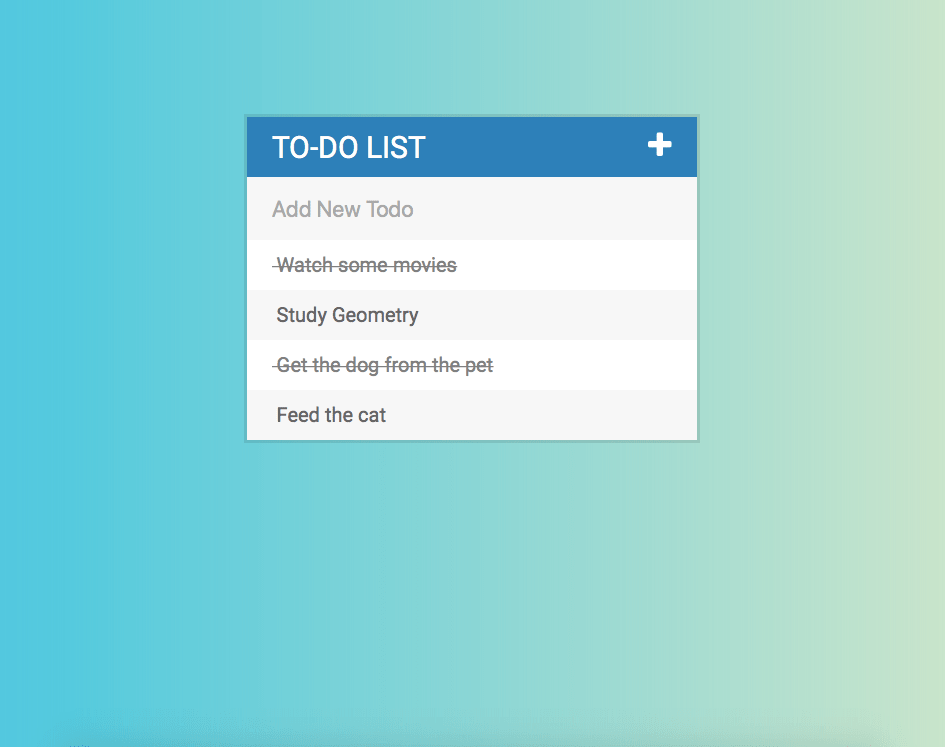 TO-DO LIST
Add New Todo
Watch some movies
Study Geometry
Get the dog from the pet
Feed the cat